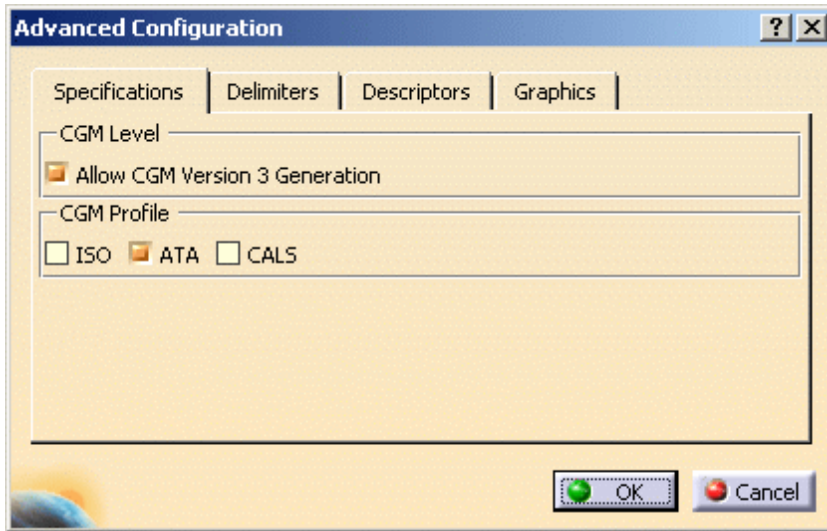 Advanced Configuration
Specifications Delimiters Descriptors Graphics
CGM Level
Allow CGM Version 3 Generation
CGM Profile
ISO ATA CALS
OK Cancel